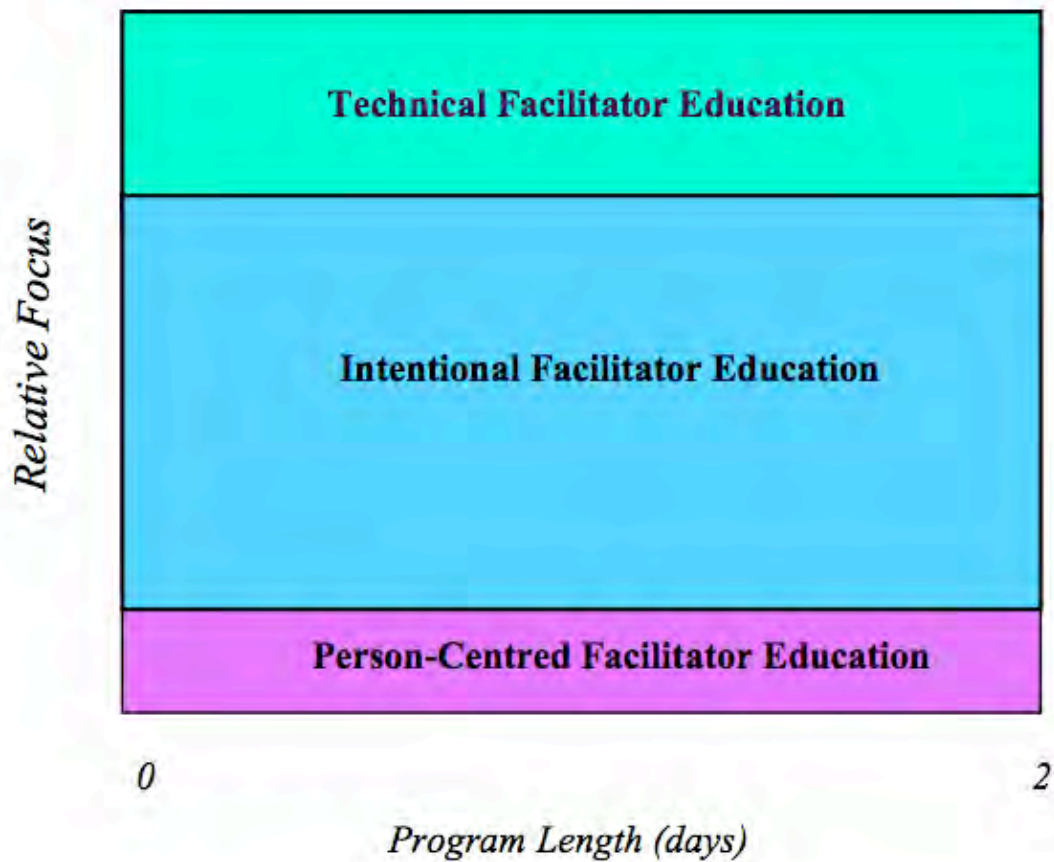 Technical Facilitator Education
Relative Focus
Intentional Facilitator Education
Person-Centred Facilitator Education
0
2
Program Length (days)